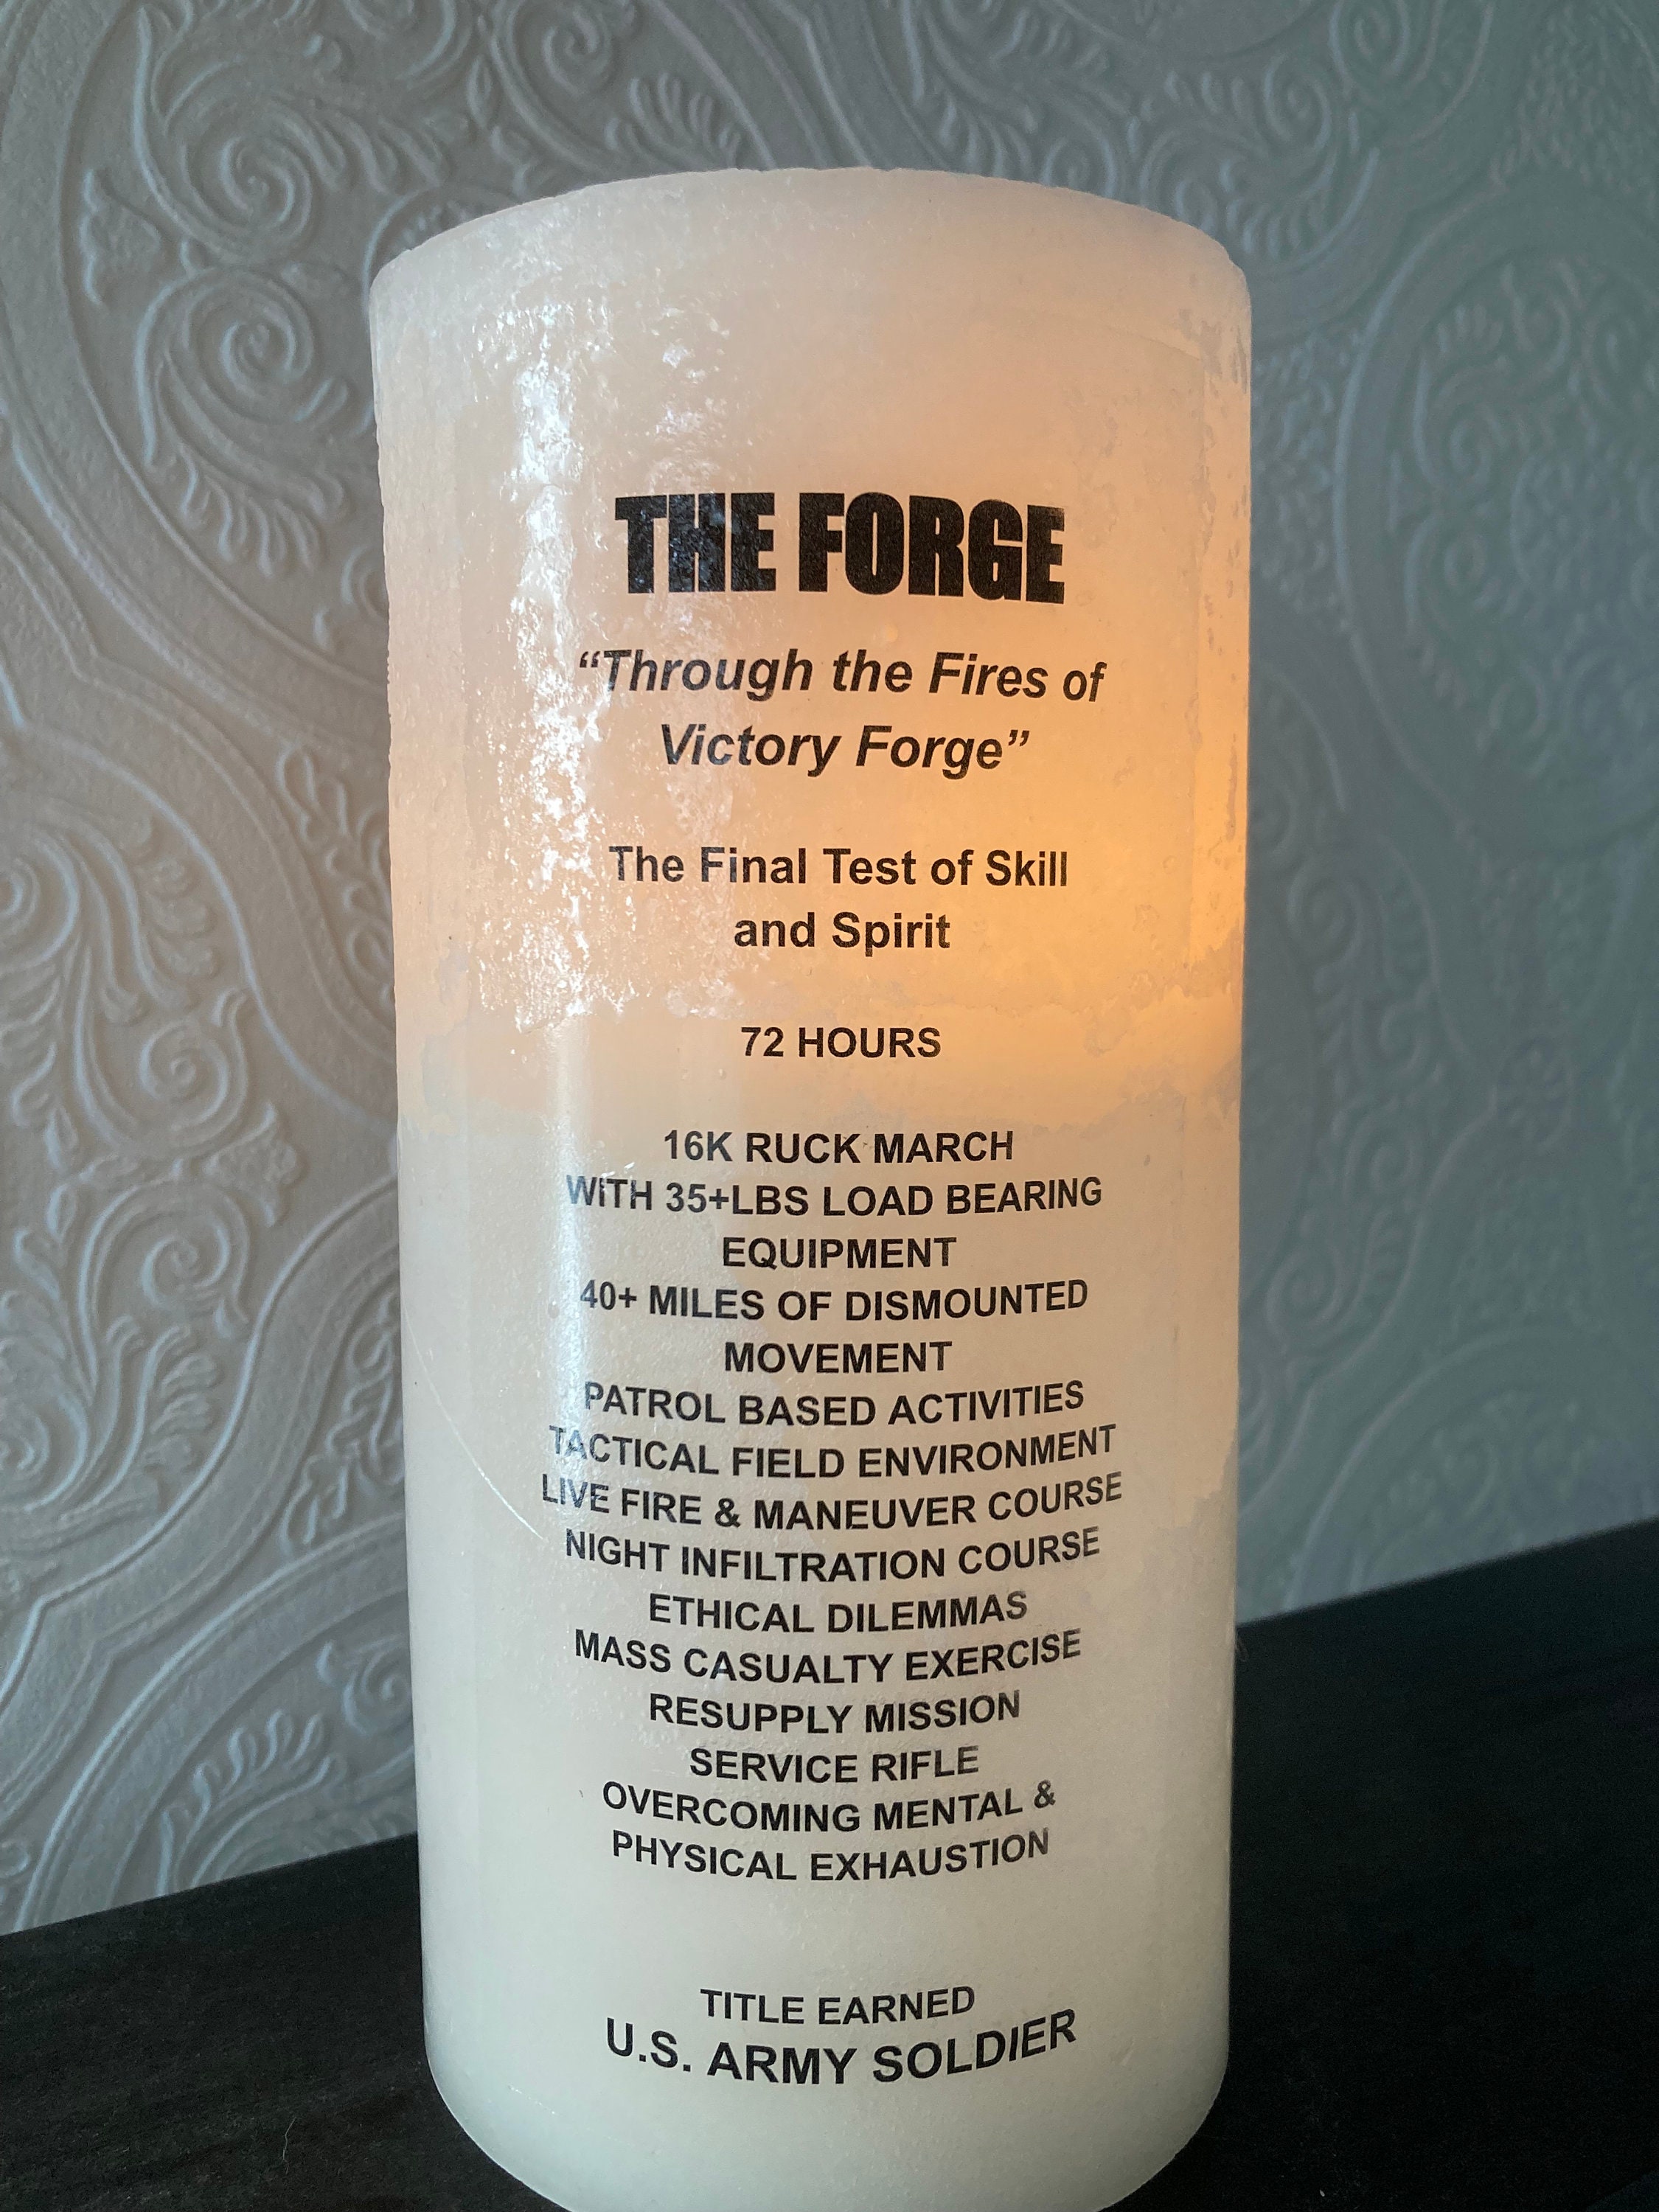 THE FORGE
“Through the Fires of
Victory Forge”
The Final Test of Skill
and Spirit
72 HOURS
16K RUCK MARCH
WITH 35+LBS LOAD BEARING
EQUIPMENT
40+ MILES OF DISMOUNTED
MOVEMENT
PATROL BASED ACTIVITIES
TACTICAL FIELD ENVIRONMENT
LIVE FIRE & MANEUVER COURSE
NIGHT INFILTRATION COURSE
ETHICAL DILEMMAS
MASS CASUALTY EXERCISE
RESUPPLY MISSION
SERVICE RIFLE
OVERCOMING MENTAL &
PHYSICAL EXHAUSTION
TITLE EARNED
U.S. ARMY SOLDIER